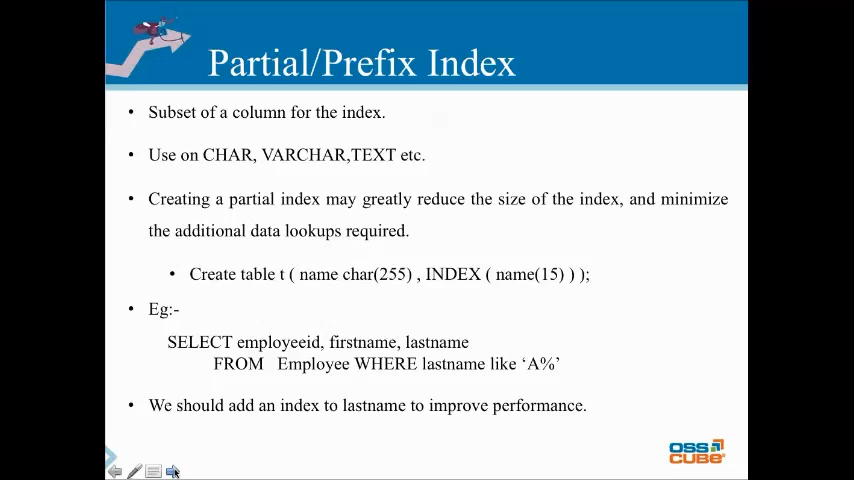 Partial/Prefix Index
• Subset of a column for the index.
• Use on CHAR, VARCHAR,TEXT etc.
• Creating a partial index may greatly reduce the size of the index, and minimize
the additional data lookups required.
• Create table t ( name char(255) , INDEX ( name(15) ) );
• Eg:-
SELECT employeeid, firstname, lastname
FROM Employee WHERE lastname like ‘A%’
• We should add an index to lastname to improve performance.
OSS
CUBE